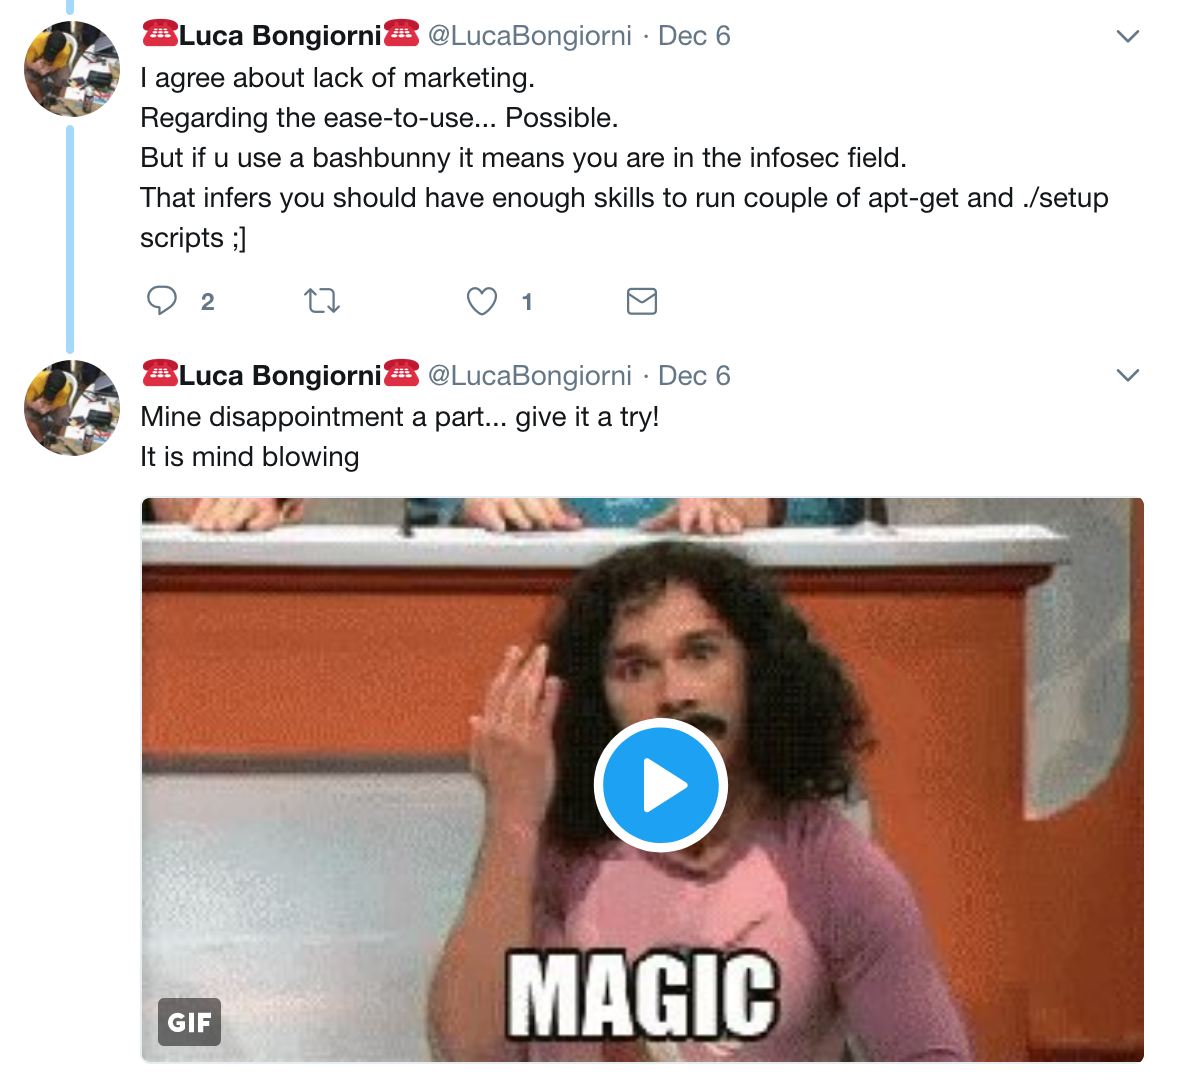 ☎️Luca Bongiorni☎️ @LucaBongiorni · Dec 6
I agree about lack of marketing.
Regarding the ease-to-use... Possible.
But if u use a bashbunny it means you are in the infosec field.
That infers you should have enough skills to run couple of apt-get and ./setup
scripts ;]
2 1
☎️Luca Bongiorni☎️ @LucaBongiorni · Dec 6
Mine disappointment a part... give it a try!
It is mind blowing
MAGIC
GIF